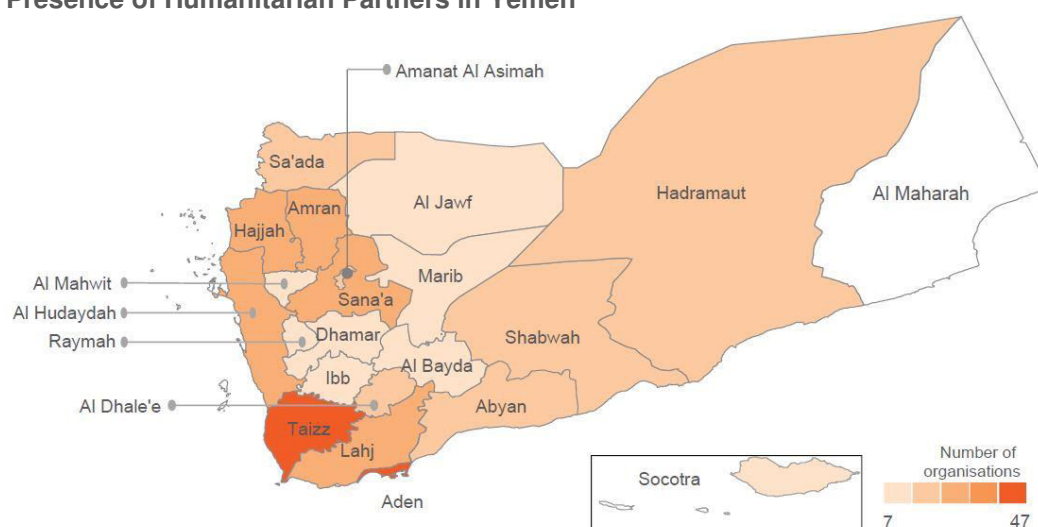 Presence of Humanitarian Partners in Yemen
Amanat Al Asimah
Sa'ada
Hadramaut
Al Maharah
Amran
Al Jawf
Hajjah
Marib
Al Mahwit
Sana'a
Al Hudaydah
Dhamar
Shabwah
Raymah
Al Bayda
Ibb
Al Dhale'e
Abyan
Taizz
Lahj
Number of
organisations
Socotra
Aden
7 47